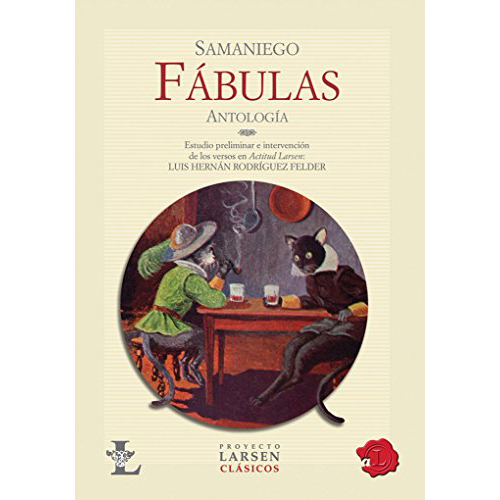 SAMANIEGO
FÁBULAS
ANTOLOGÍA
Estudio preliminar e intervención
de los versos en Actitud Larsen:
LUIS HERNÁN RODRÍGUEZ FELDER
L
PROYECTO
LARSEN
CLÁSICOS
aL